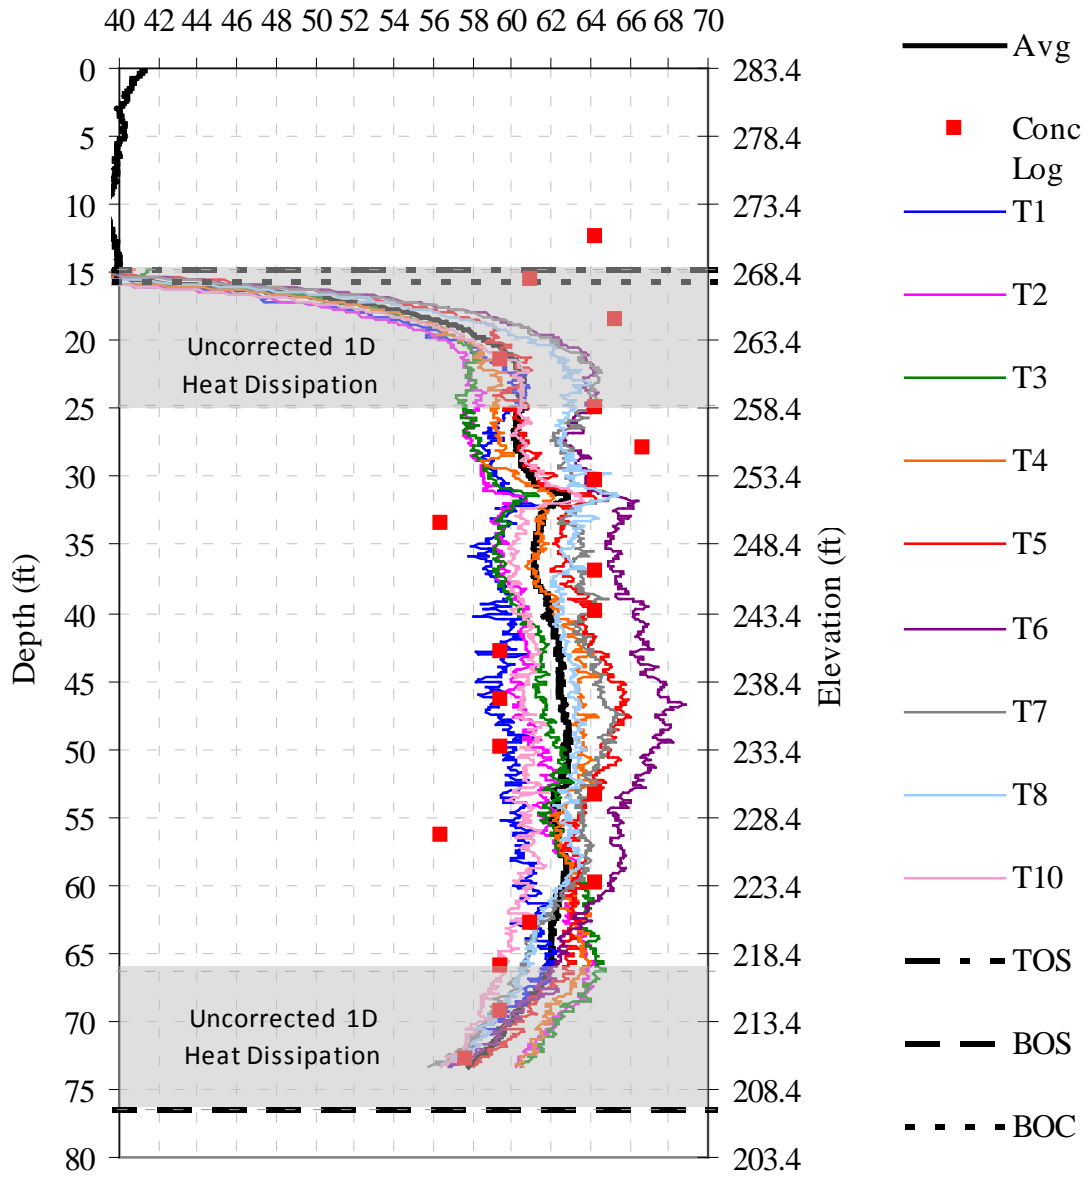 40 42 44 46 48 50 52 54 56 58 60 62 64 66 68 70
0
5
10
15
20
25
30
35
40
45
50
55
60
65
70
75
80
Depth (ft)
Uncorrected 1D
Heat Dissipation
Uncorrected 1D
Heat Dissipation
283.4
278.4
273.4
268.4
263.4
258.4
253.4
248.4
243.4
238.4
233.4
228.4
223.4
218.4
213.4
208.4
203.4
Elevation (ft)
Avg
Conc
Log
T1
T2
T3
T4
T5
T6
T7
T8
T10
TOS
BOS
BOC